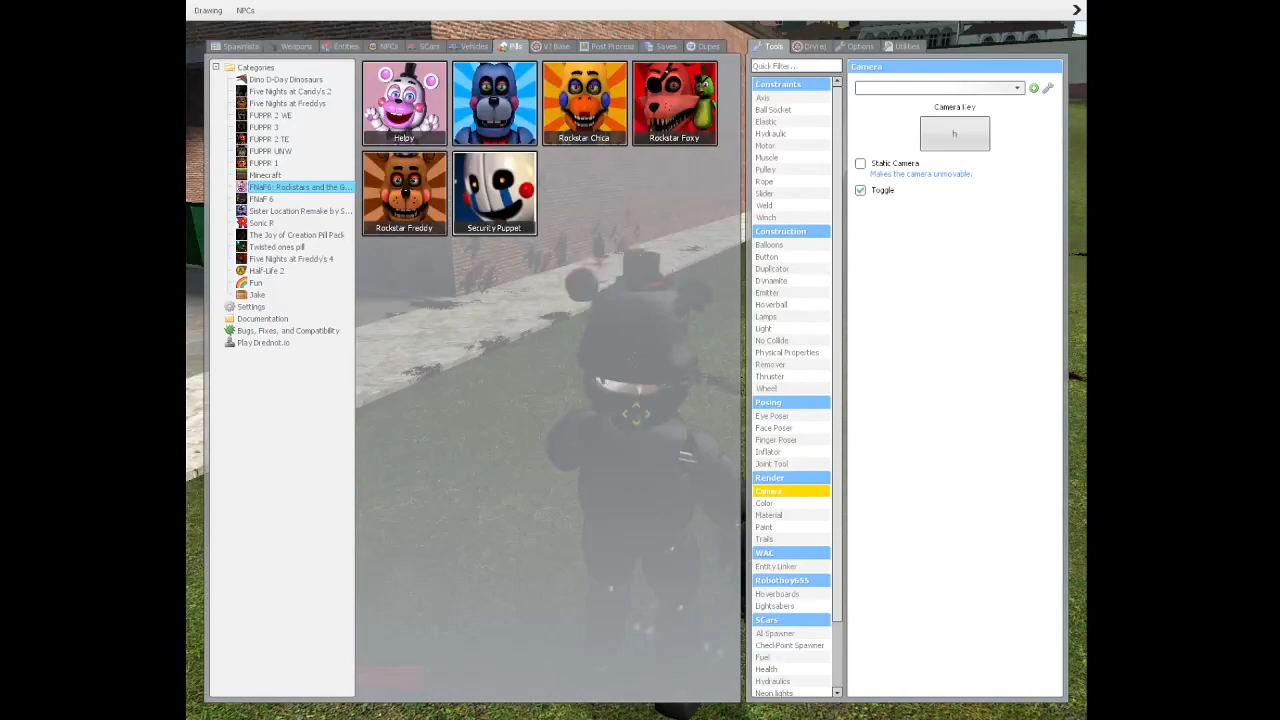 Drawing NPCs
Spawnlists Weapons Entities NPCs SCars Vehicles Pills VJ Base Post Process Saves Dupes
Categories
Dino D-Day Dinosaurs
Five Nights at Candy's 2
Five Nights at Freddys
FUPPR 2 WE
FUPPR 3
FUPPR 2 TE
FUPPR UNW
FUPPR 1
Minecraft
FNaF6: Rockstars and the G...
FNaF 6
Sister Location Remake by S...
Sonic R
The Joy of Creation Pill Pack
Twisted ones pill
Five Nights at Freddy's 4
Half-Life 2
Fun
Jake
Settings
Documentation
Bugs, Fixes, and Compatibility
Play Drednot.io
Helpy
Rockstar Chica
Rockstar Foxy
Rockstar Freddy
Security Puppet
Tools
Options
Utilities
Quick Filter...
Constraints
Axis
Ball Socket
Elastic
Hydraulic
Motor
Muscle
Pulley
Rope
Slider
Weld
Winch
Construction
Balloons
Button
Duplicator
Dynamite
Emitter
Hoverball
Lamps
Light
No Collide
Physical Properties
Remover
Thruster
Wheel
Posing
Eye Poser
Face Poser
Finger Poser
Inflator
Joint Tool
Render
Camera
Color
Material
Paint
Trails
WAC
Entity Linker
Robotboy655
Hoverboards
Lightsabers
SCars
AI Spawner
CheckPoint Spawner
Fuel
Health
Hydraulics
Neon lights
Camera
Camera Key
h
Static Camera
Makes the camera unmovable.
Toggle